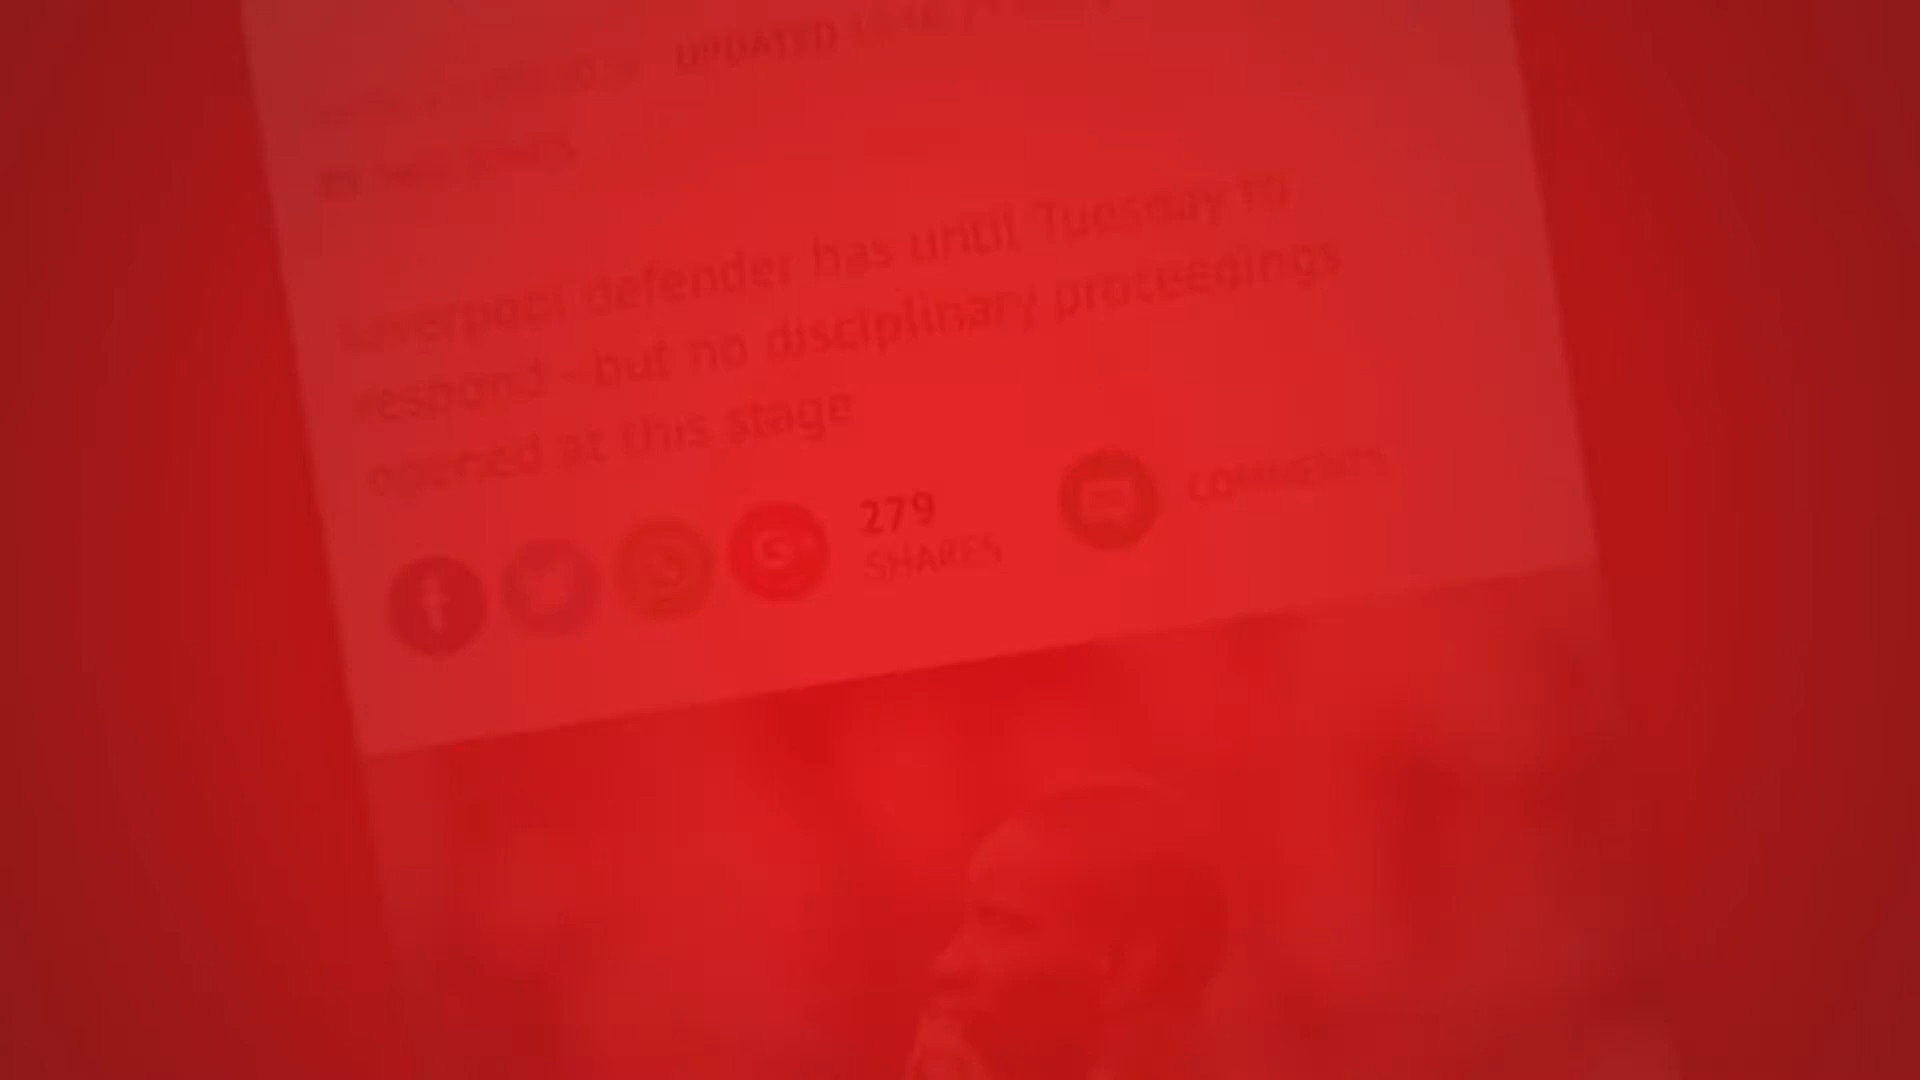 UPDATED
BY
Liverpool defender has until Tuesday to
respond - but no disciplinary proceedings
opened at this stage
279
SHARES
COMMENTS